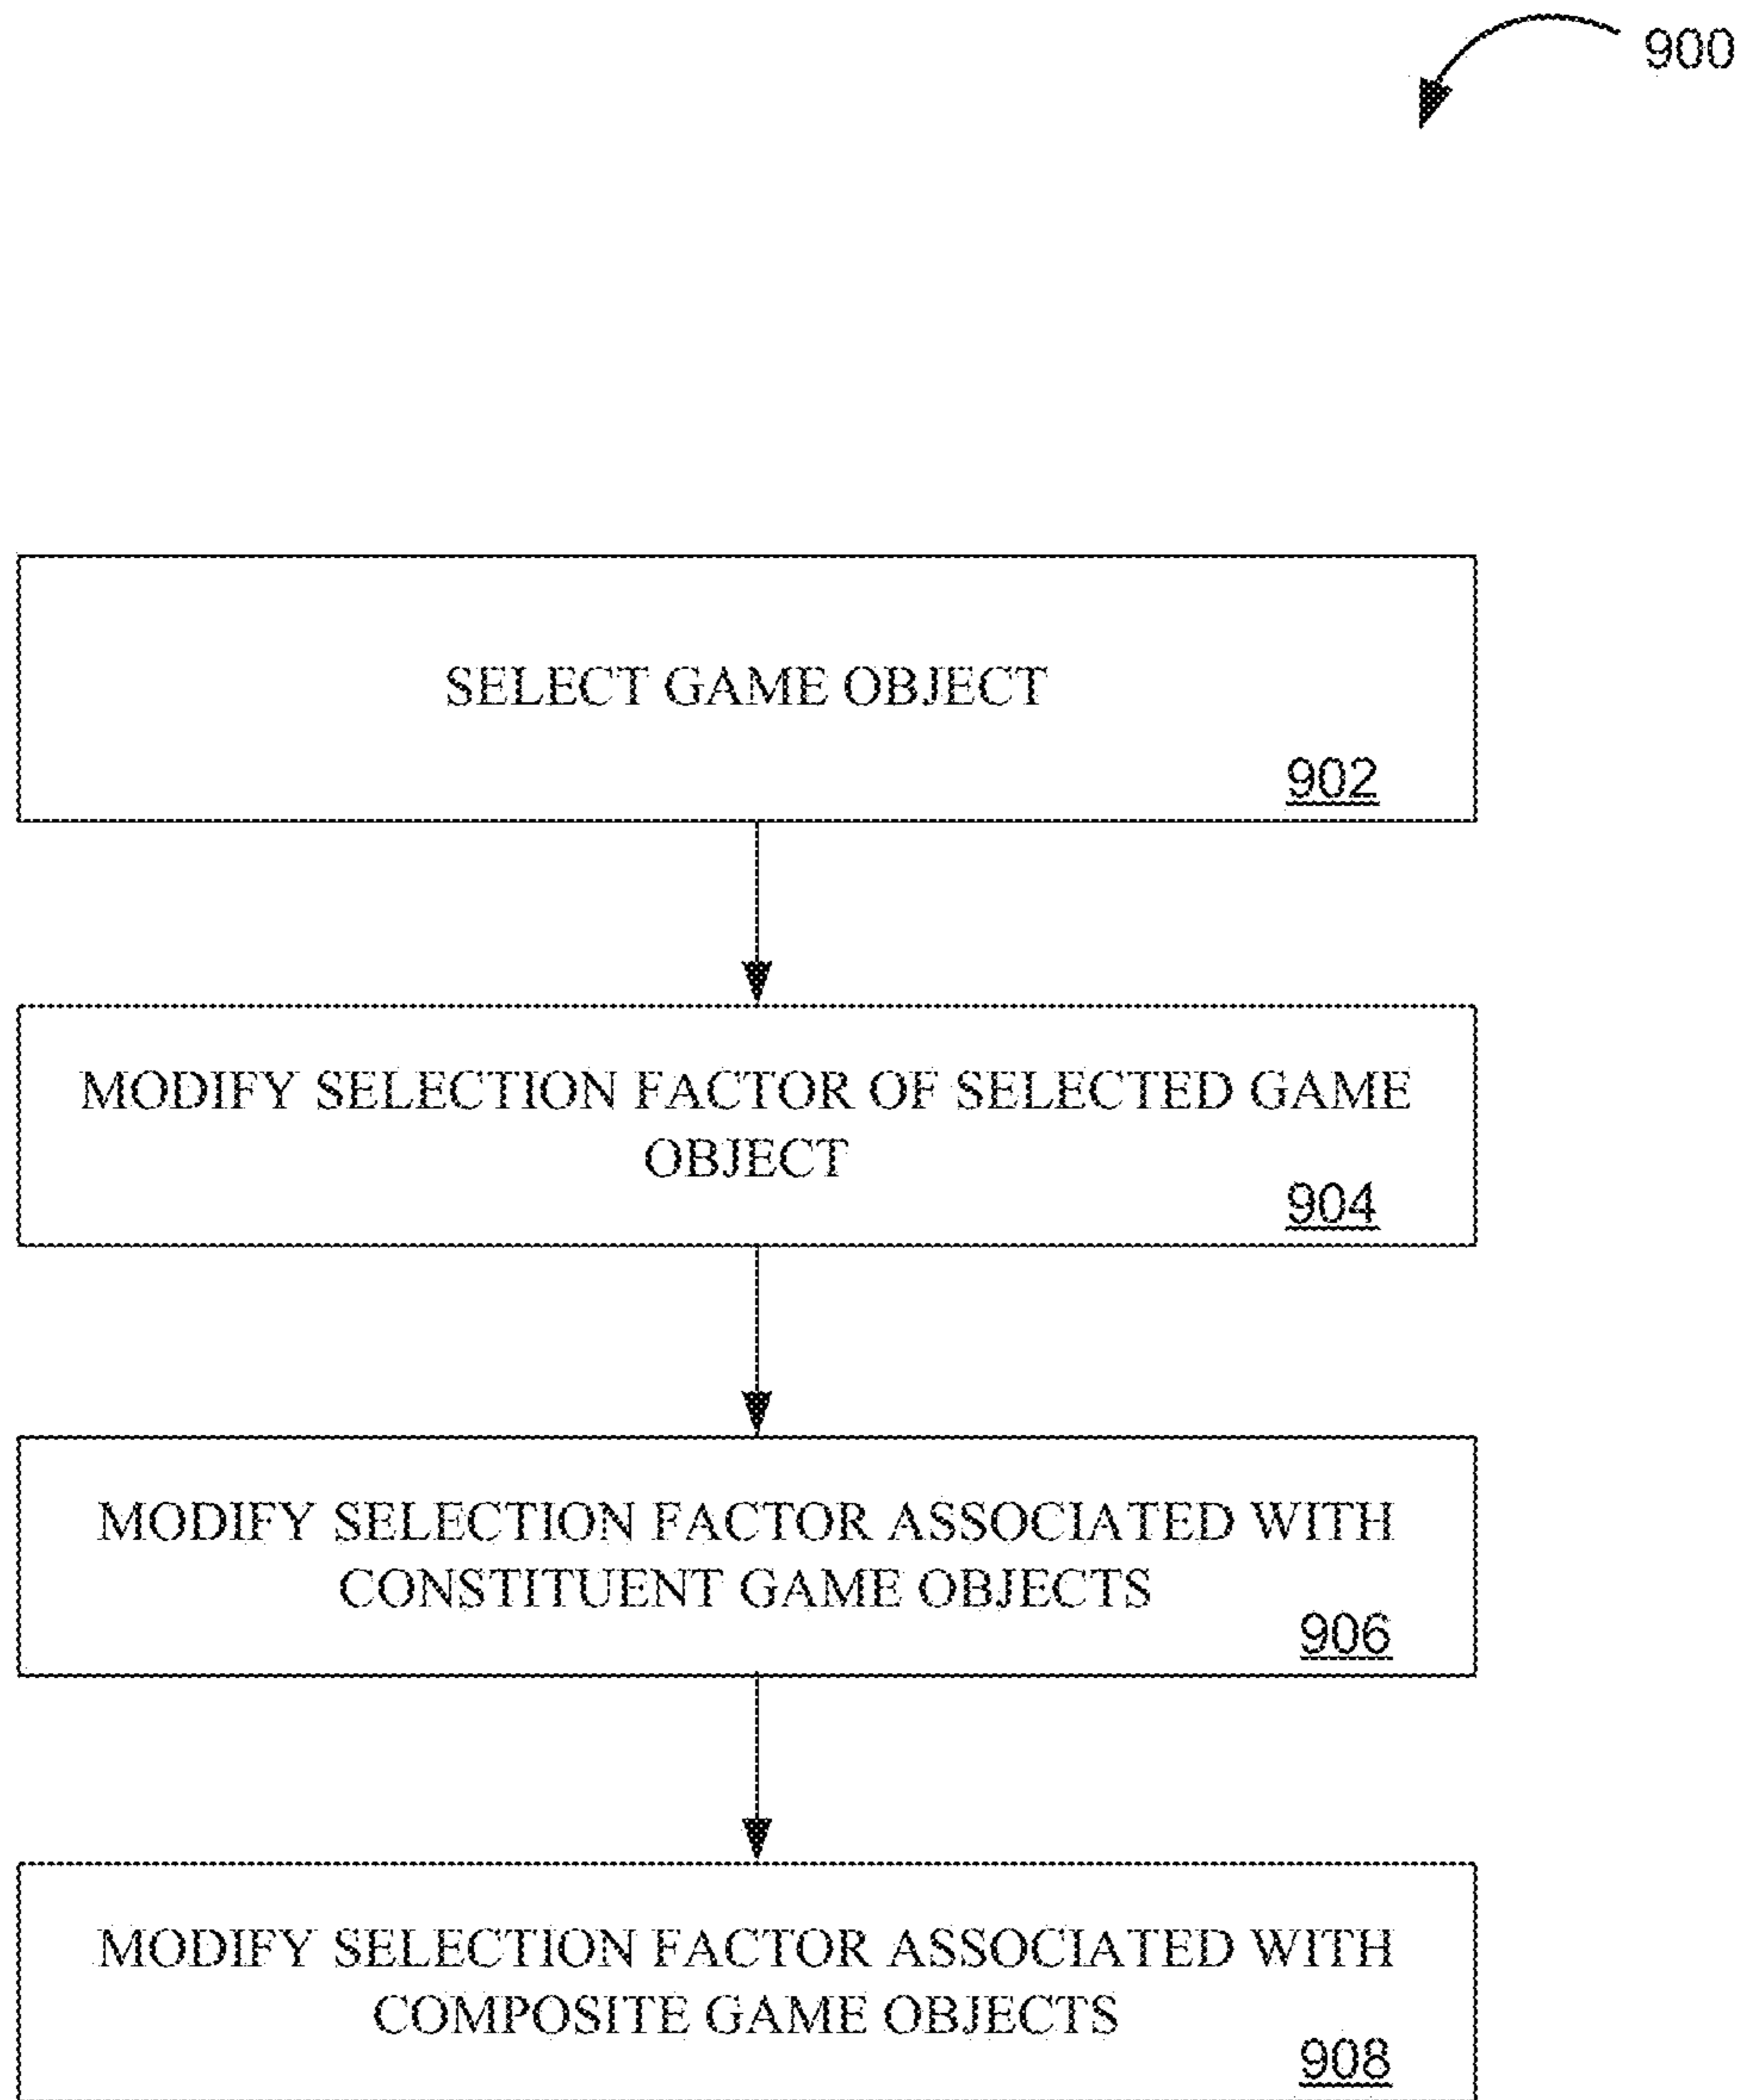 900
SELECT GAME OBJECT
902
MODIFY SELECTION FACTOR OF SELECTED GAME
OBJECT
904
MODIFY SELECTION FACTOR ASSOCIATED WITH
CONSTITUENT GAME OBJECTS
906
MODIFY SELECTION FACTOR ASSOCIATED WITH
COMPOSITE GAME OBJECTS
908